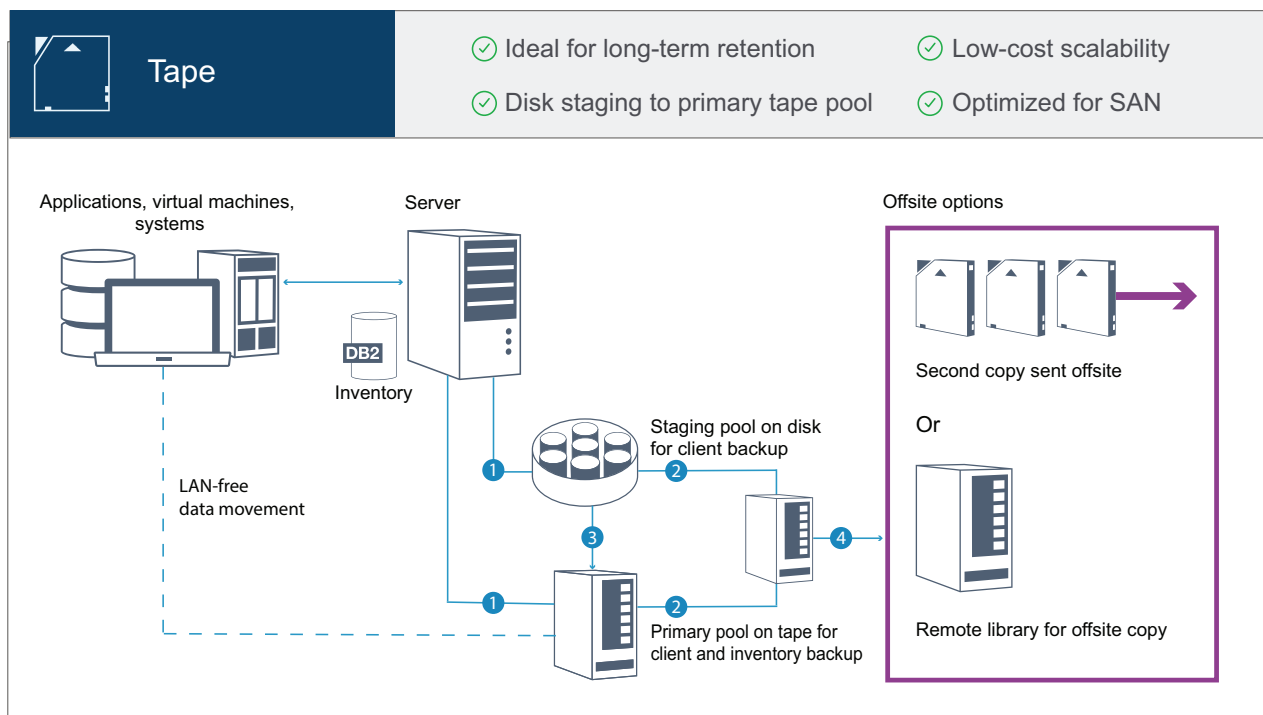 Tape
Ideal for long-term retention
Low-cost scalability
Disk staging to primary tape pool
Optimized for SAN
Applications, virtual machines,
systems
Server
Offsite options
DB2
Inventory
Second copy sent offsite
Staging pool on disk
for client backup
Or
1
2
LAN-free
data movement
3
4
1
2
Primary pool on tape for
client and inventory backup
Remote library for offsite copy